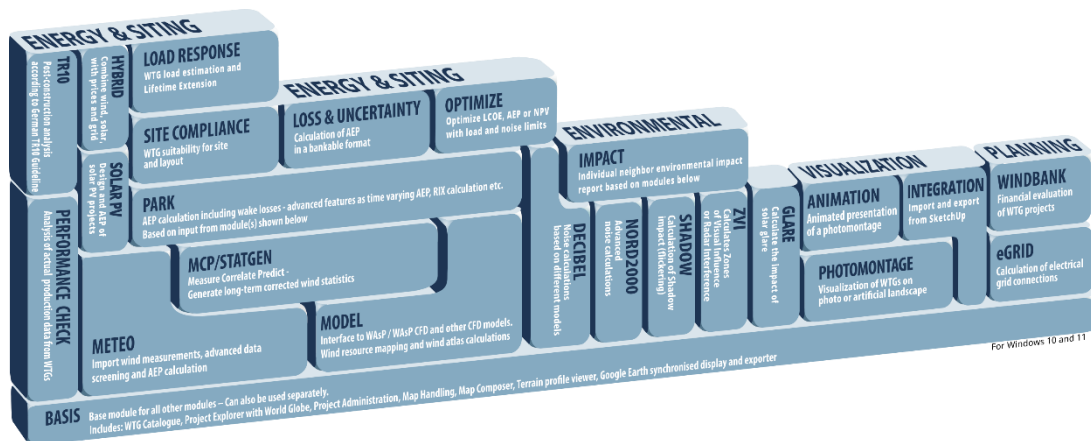 ENERGY & SITING
TR10
Post-construction analysis
according to German TR10 Guideline
HYBRID
Combine wind, solar,
with prices and grid
LOAD RESPONSE
WTG load estimation and
Lifetime Extension
SITE COMPLIANCE
WTG suitability for site
and layout
ENERGY & SITING
LOSS & UNCERTAINTY
Calculation of AEP
in a bankable format
OPTIMIZE
Optimize LCOE, AEP or NPV
with load and noise limits
SOLAR PV
Design and AEP of
solar PV projects
PARK
AEP calculation including wake losses - advanced features as time varying AEP, RIX calculation etc.
Based on input from module(s) shown below
PERFORMANCE CHECK
Analysis of actual production data from WTGs
MCP/STATGEN
Measure Correlate Predict -
Generate long-term corrected wind statistics
METEO
Import wind measurements, advanced data
screening and AEP calculation
MODEL
Interface to WAsP / WAsP CFD and other CFD models.
Wind resource mapping and wind atlas calculations
ENVIRONMENTAL
IMPACT
Individual neighbor environmental impact
report based on modules below
DECIBEL
Noise calculations
based on different models
NORD2000
Advanced
noise calculations
SHADOW
Calculation of Shadow
impact (flickering)
ZVI
Calculates Zones
of Visual Influence
or Radar Interference
GLARE
Calculate the impact of
solar glare
VISUALIZATION
ANIMATION
Animated presentation
of a photomontage
INTEGRATION
Import and export
from SketchUp
PHOTOMONTAGE
Visualization of WTGs on
photo or artificial landscape
PLANNING
WINDBANK
Financial evaluation
of WTG projects
eGRID
Calculation of electrical
grid connections
For Windows 10 and 11
BASIS
Base module for all other modules – Can also be used separately.
Includes: WTG Catalogue, Project Explorer with World Globe, Project Administration, Map Handling, Map Composer, Terrain profile viewer, Google Earth synchronised display and exporter